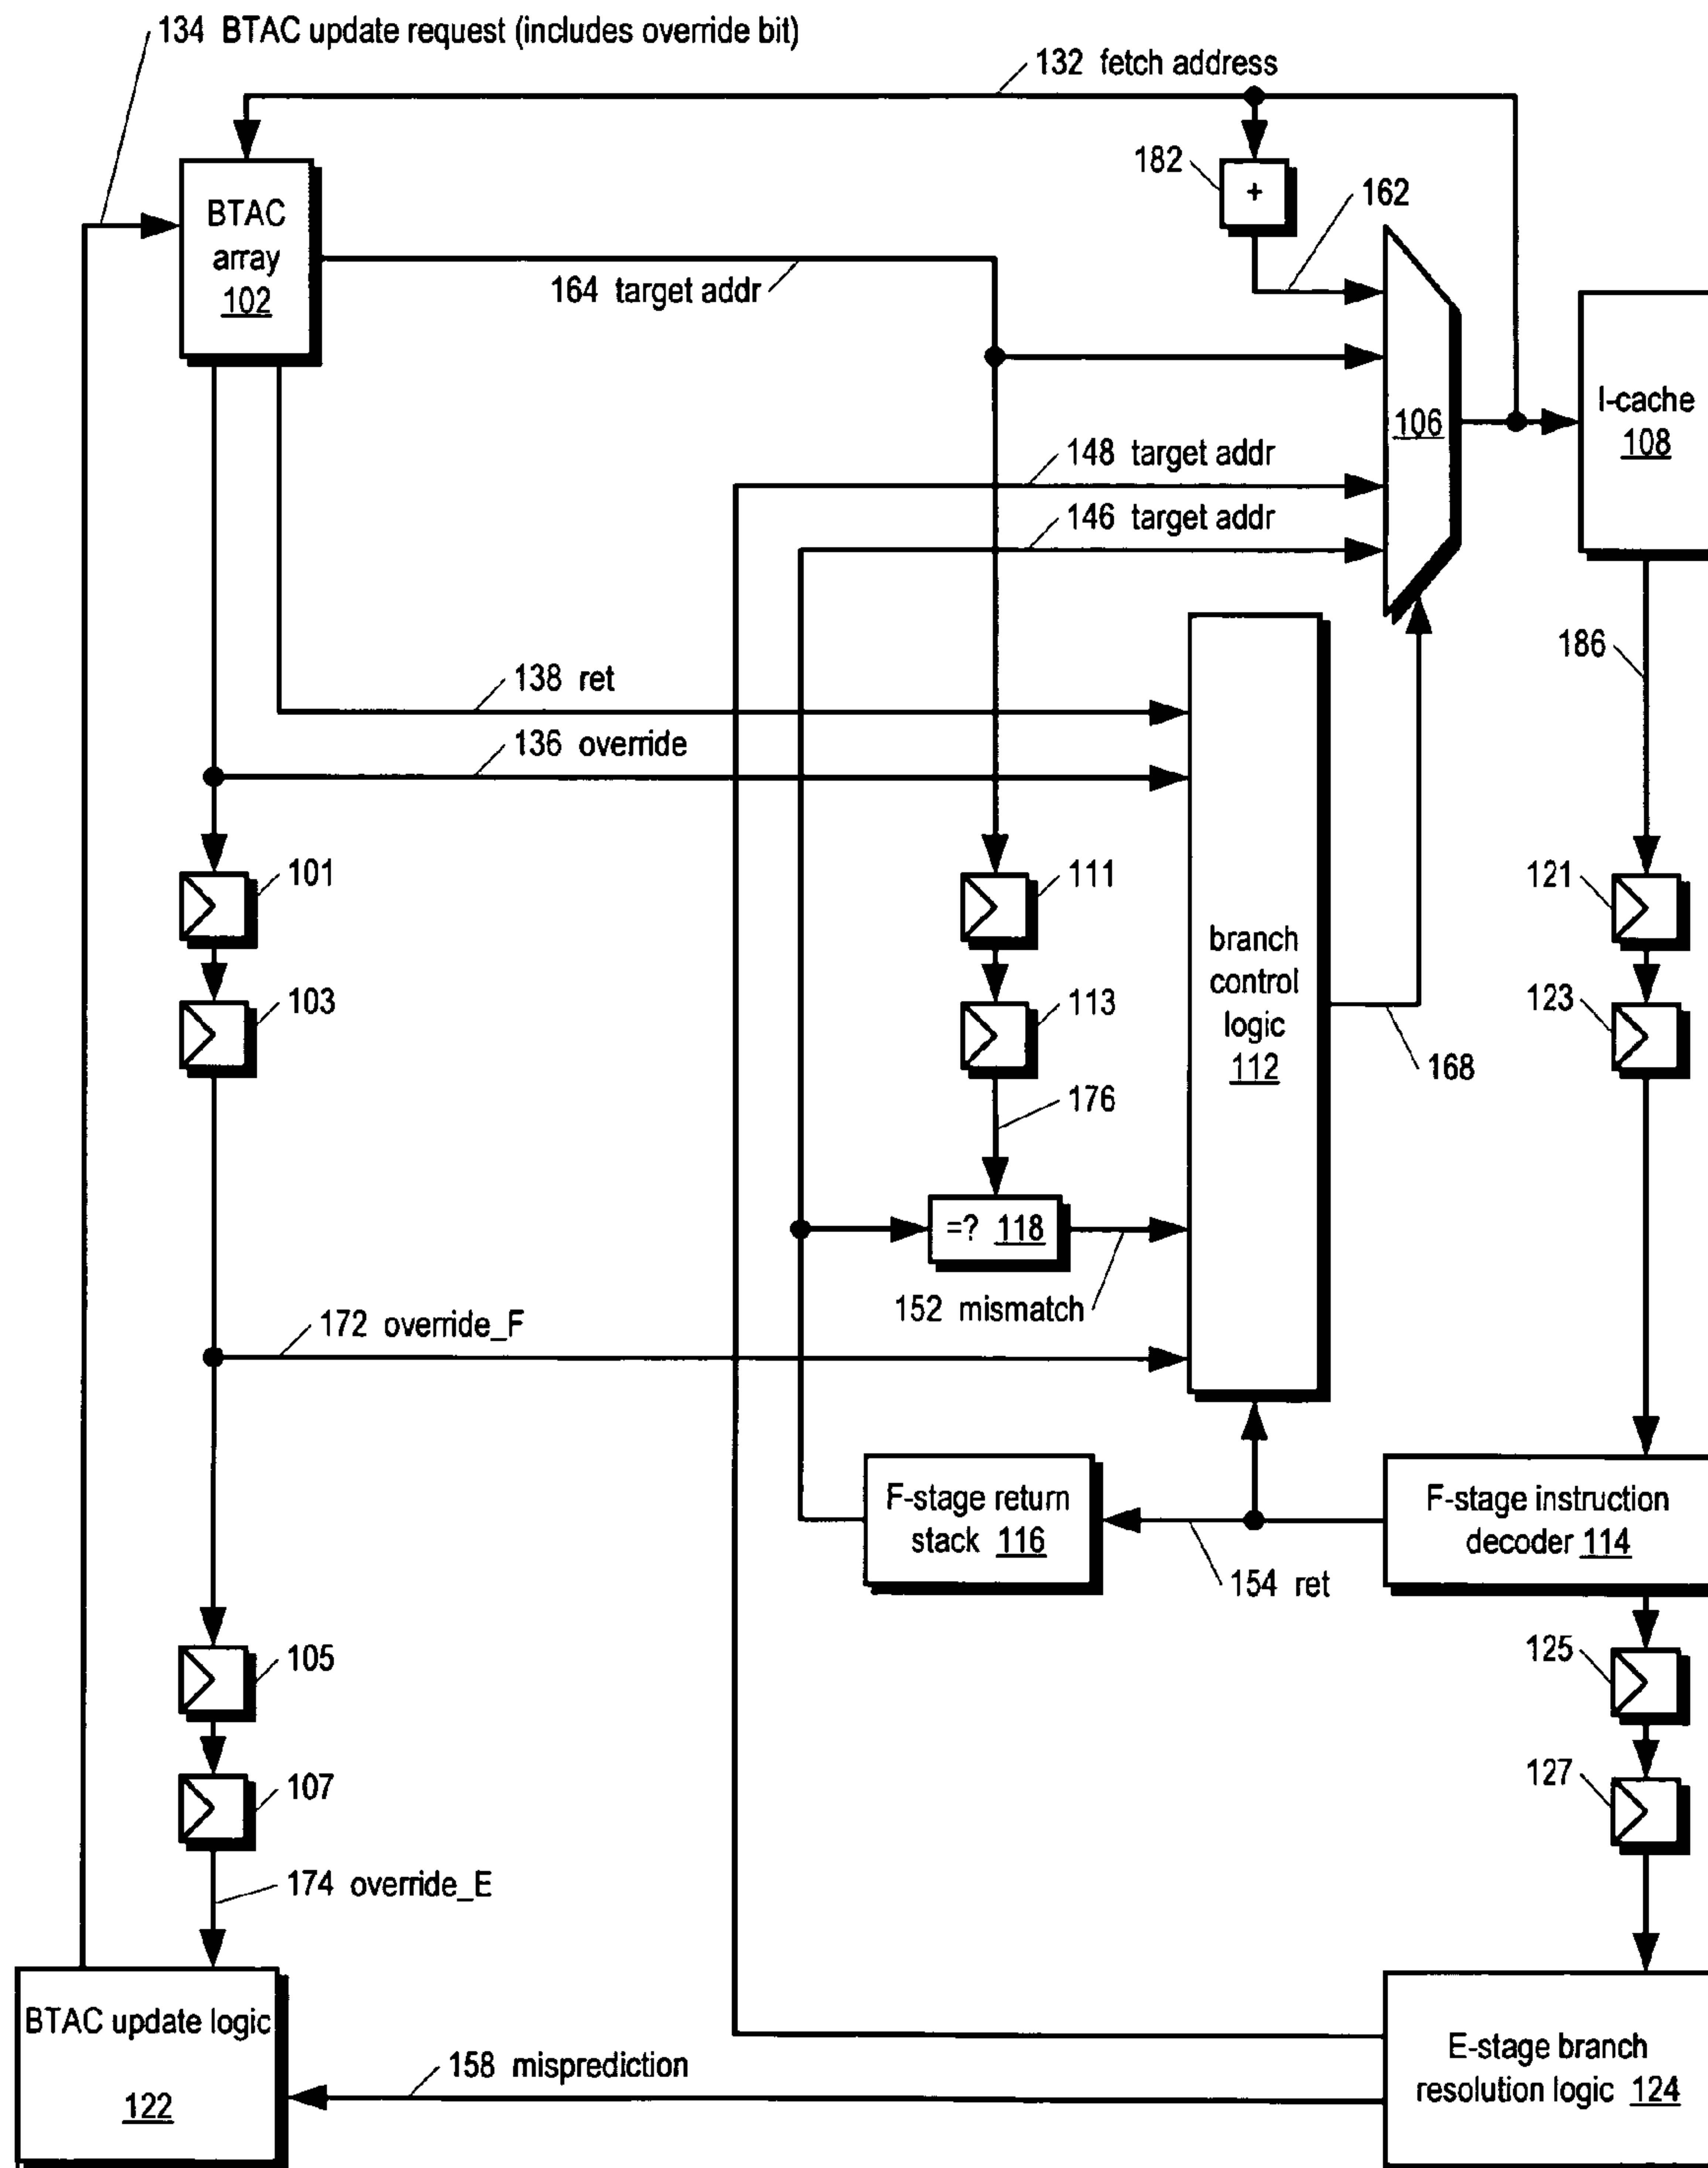 134 BTAC update request (includes override bit)
132 fetch address
182
+
162
BTAC
array
102
164 target addr
106
I-cache
108
148 target addr
146 target addr
186
138 ret
136 override
101
111
121
branch
control
logic
112
103
113
123
168
176
=? 118
152 mismatch
172 override_F
F-stage return
stack 116
F-stage instruction
decoder 114
154 ret
105
125
107
127
174 override_E
BTAC update logic
122
158 misprediction
E-stage branch
resolution logic 124